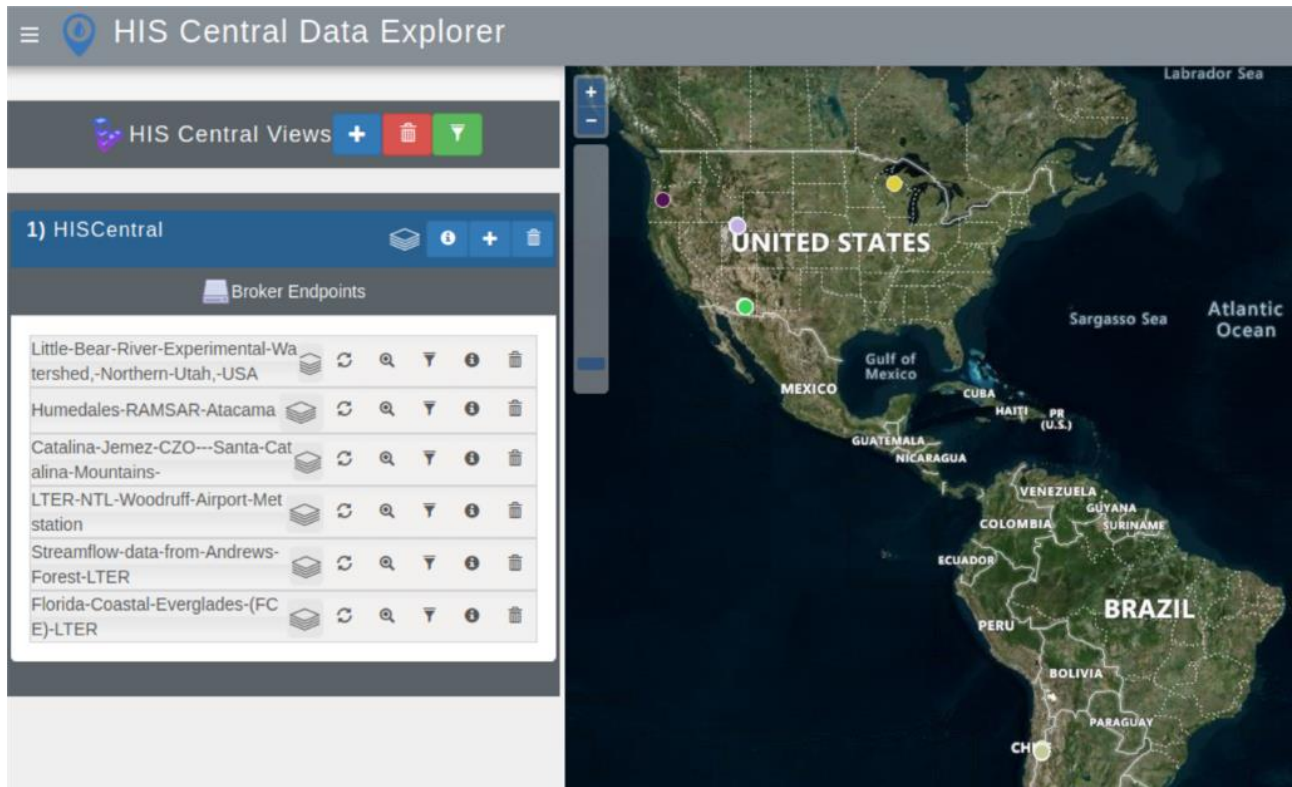 HIS Central Data Explorer
HIS Central Views
1) HISCentral
Broker Endpoints
Little-Bear-River-Experimental-Wa
tershed,-Northern-Utah,-USA
Humedales-RAMSAR-Atacama
Catalina-Jemez-CZO---Santa-Cat
alina-Mountains-
LTER-NTL-Woodruff-Airport-Met
station
Streamflow-data-from-Andrews-
Forest-LTER
Florida-Coastal-Everglades-(FC
E)-LTER
+
−
Labrador Sea
UNITED STATES
Sargasso Sea
Atlantic
Ocean
Gulf of
Mexico
MEXICO
CUBA
HAITI
PR
(U.S.)
GUATEMALA
NICARAGUA
VENEZUELA
GUYANA
COLOMBIA
SURINAME
ECUADOR
BRAZIL
PERU
BOLIVIA
PARAGUAY